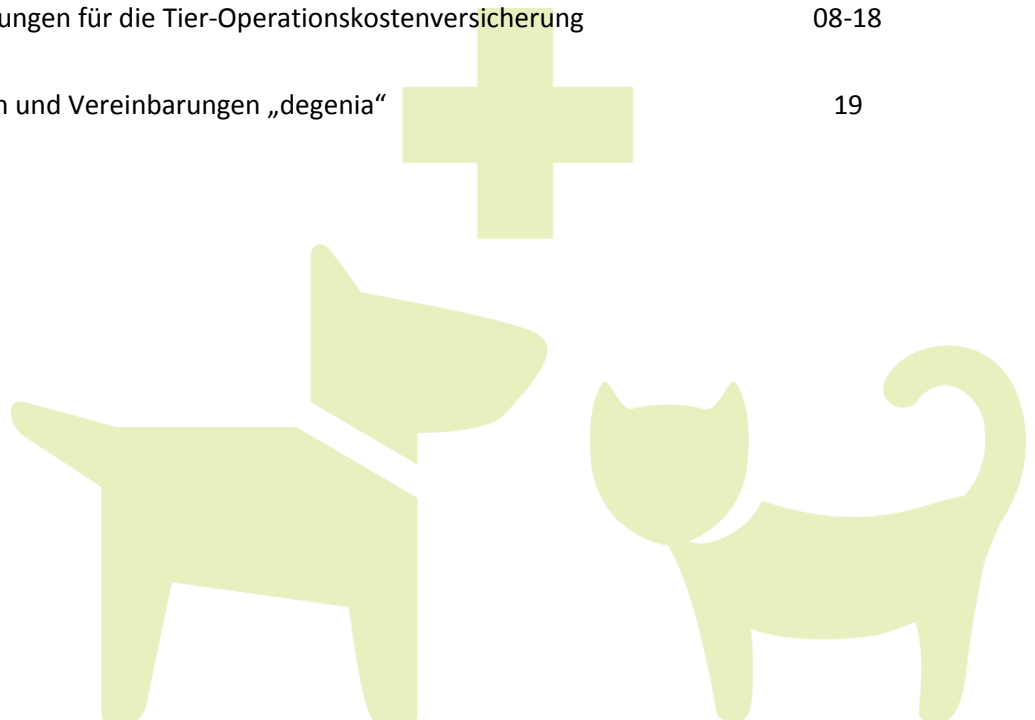 ungen für die Tier-Operationskostenversicherung 08-18
und Vereinbarungen „degenia“ 19